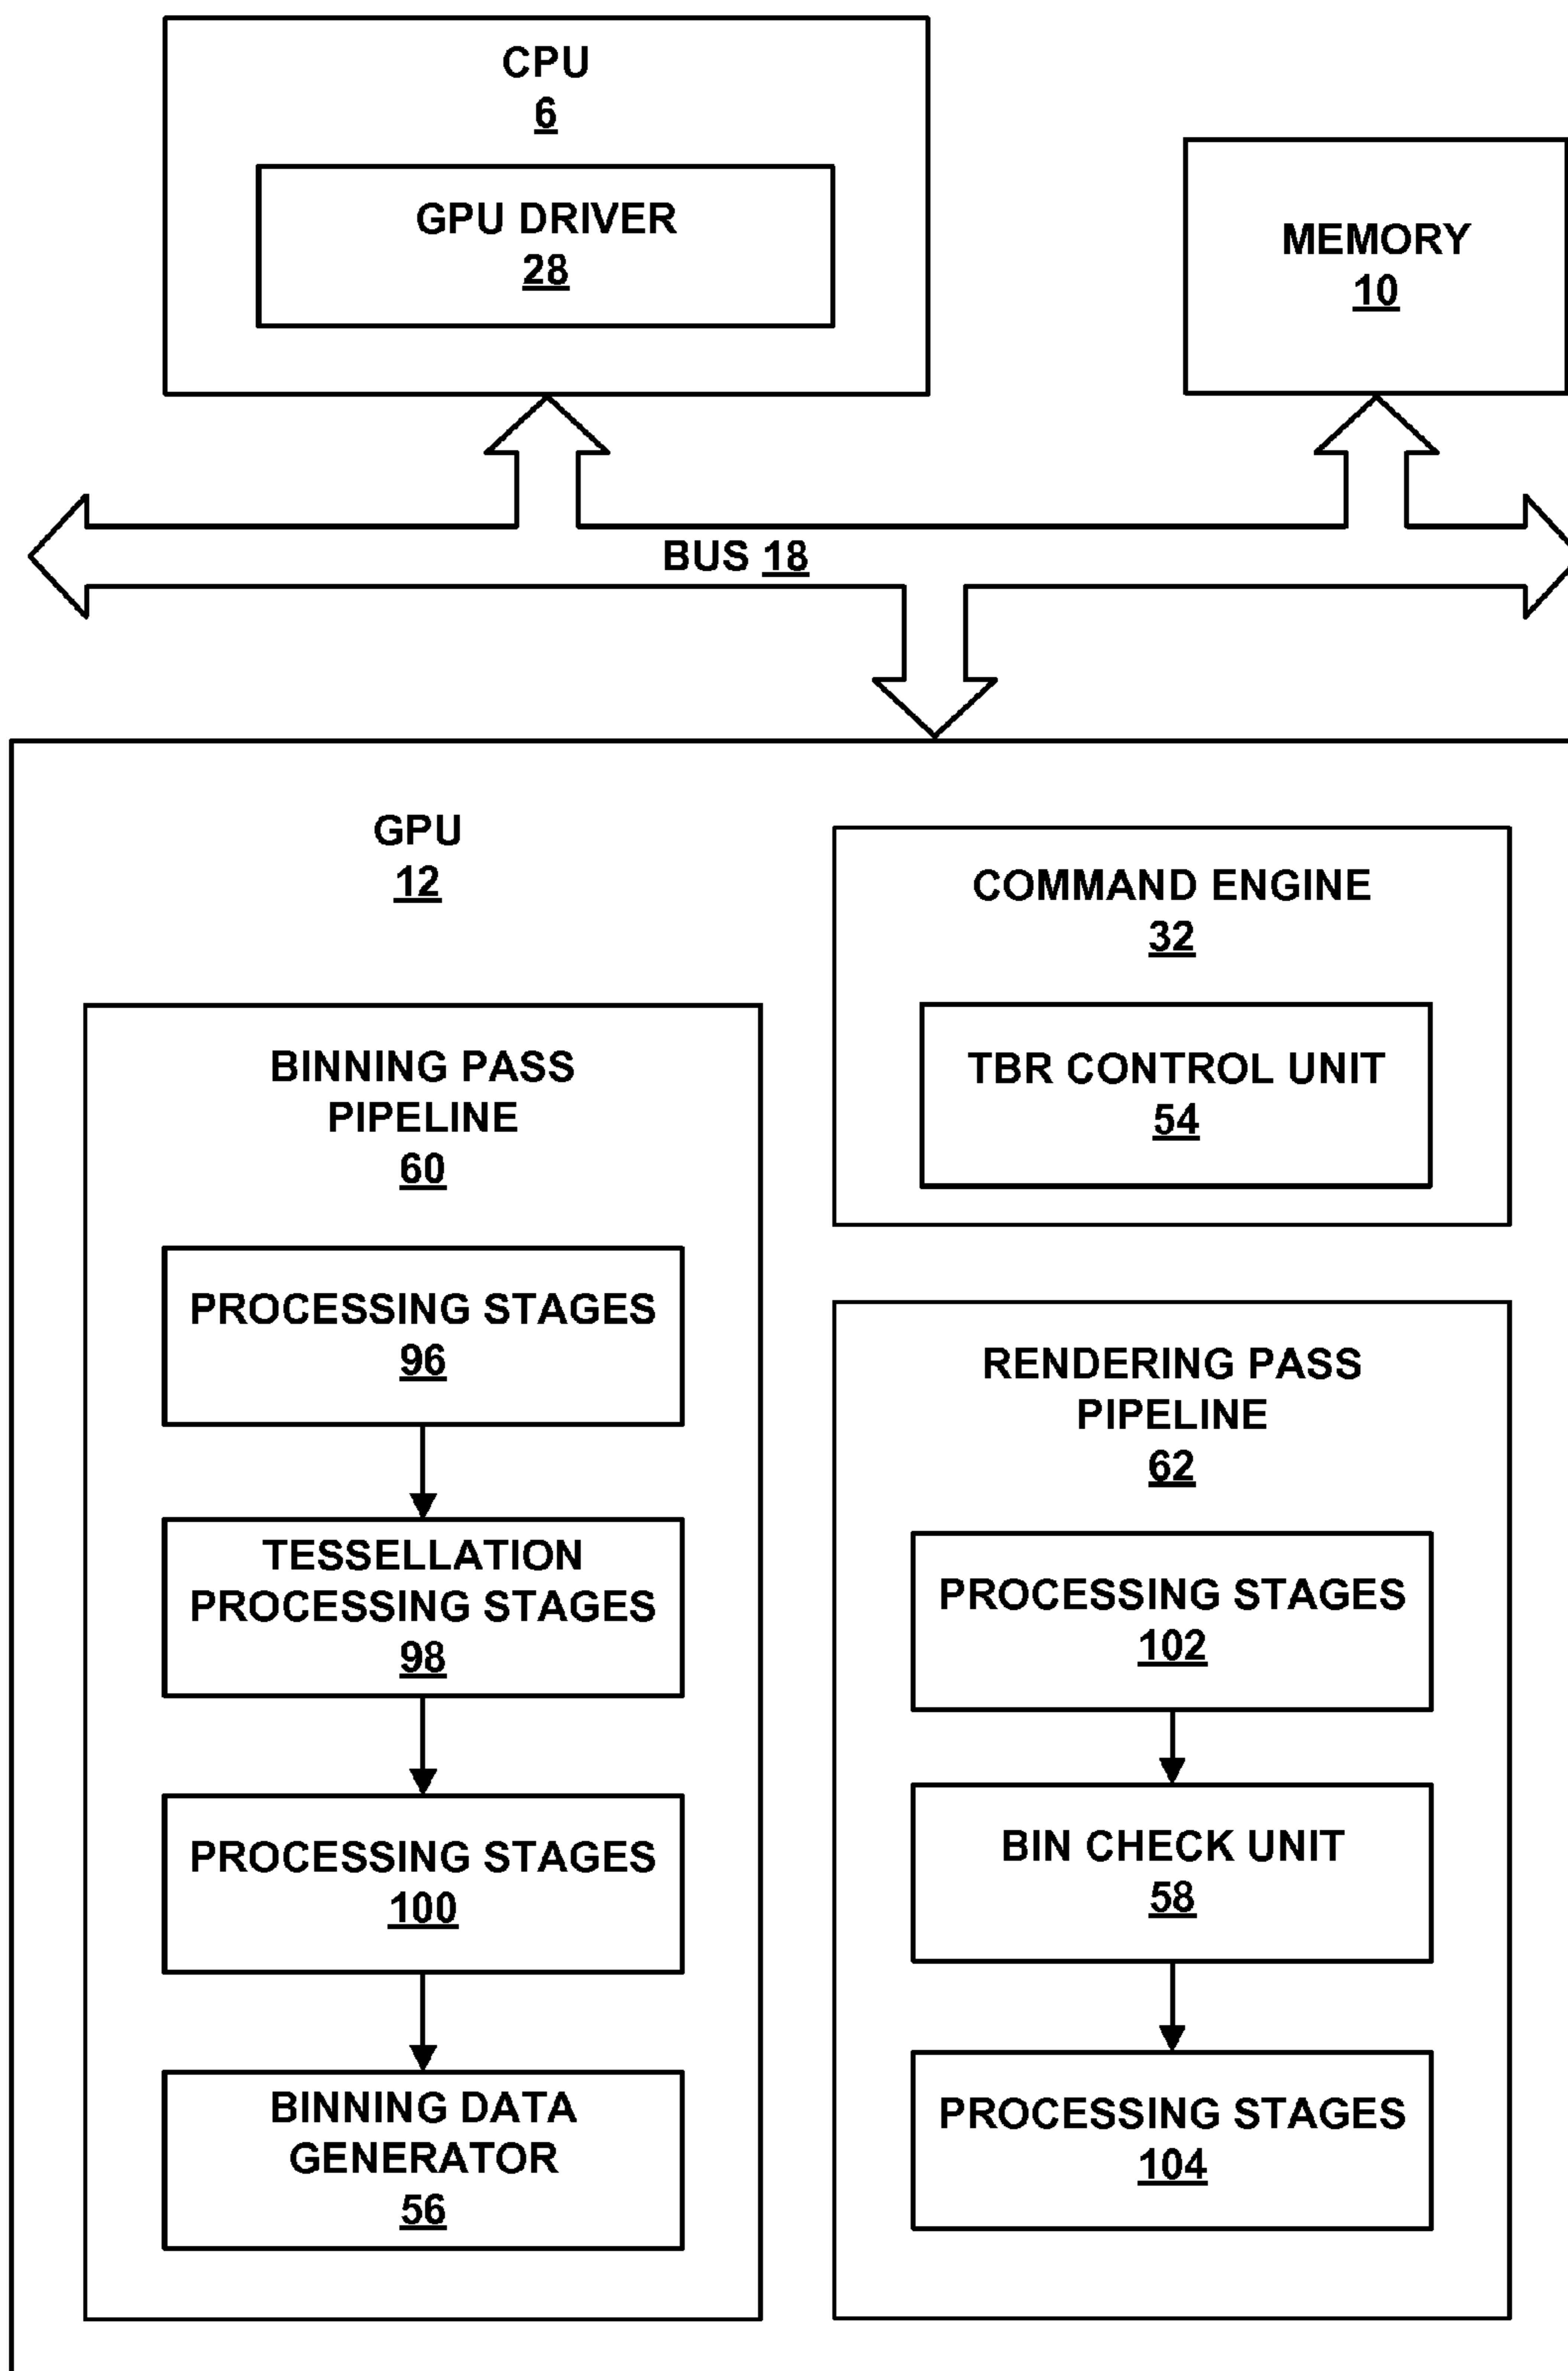 CPU
6
GPU DRIVER
28
MEMORY
10
BUS 18
GPU
12
COMMAND ENGINE
32
TBR CONTROL UNIT
54
BINNING PASS
PIPELINE
60
PROCESSING STAGES
96
TESSELLATION
PROCESSING STAGES
98
PROCESSING STAGES
100
BINNING DATA
GENERATOR
56
RENDERING PASS
PIPELINE
62
PROCESSING STAGES
102
BIN CHECK UNIT
58
PROCESSING STAGES
104